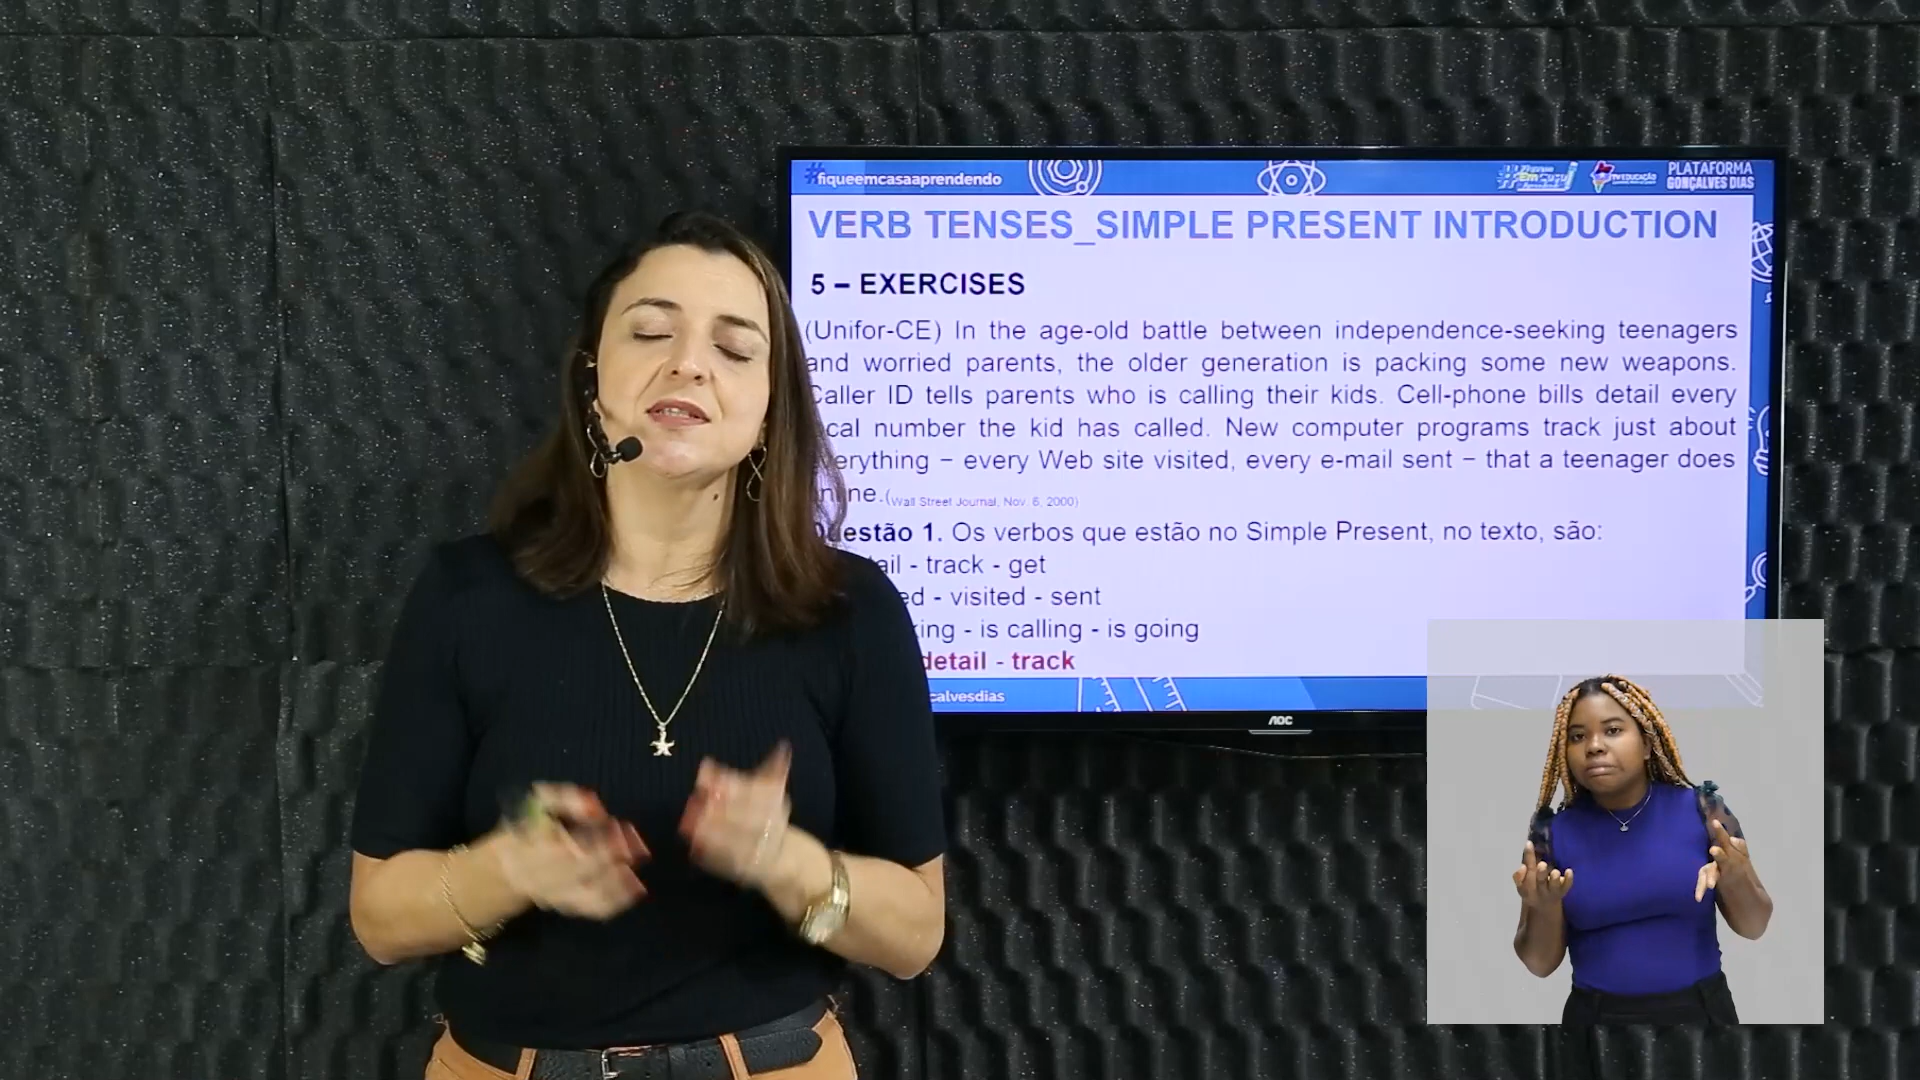 #fiqueemcasaaprendendo
TV EDUCAÇÃO
PLATAFORMA
GONÇALVES DIAS
VERB TENSES_SIMPLE PRESENT INTRODUCTION
5 – EXERCISES
(Unifor-CE) In the age-old battle between independence-seeking teenagers
and worried parents, the older generation is packing some new weapons.
Caller ID tells parents who is calling their kids. Cell-phone bills detail every
cal number the kid has called. New computer programs track just about
erything – every Web site visited, every e-mail sent – that a teenager does
ne.(Wall Street Journal, Nov. 6, 2000)
Questão 1. Os verbos que estão no Simple Present, no texto, são:
ail - track - get
ed - visited - sent
king - is calling - is going
detail - track
calvesdias
AOC